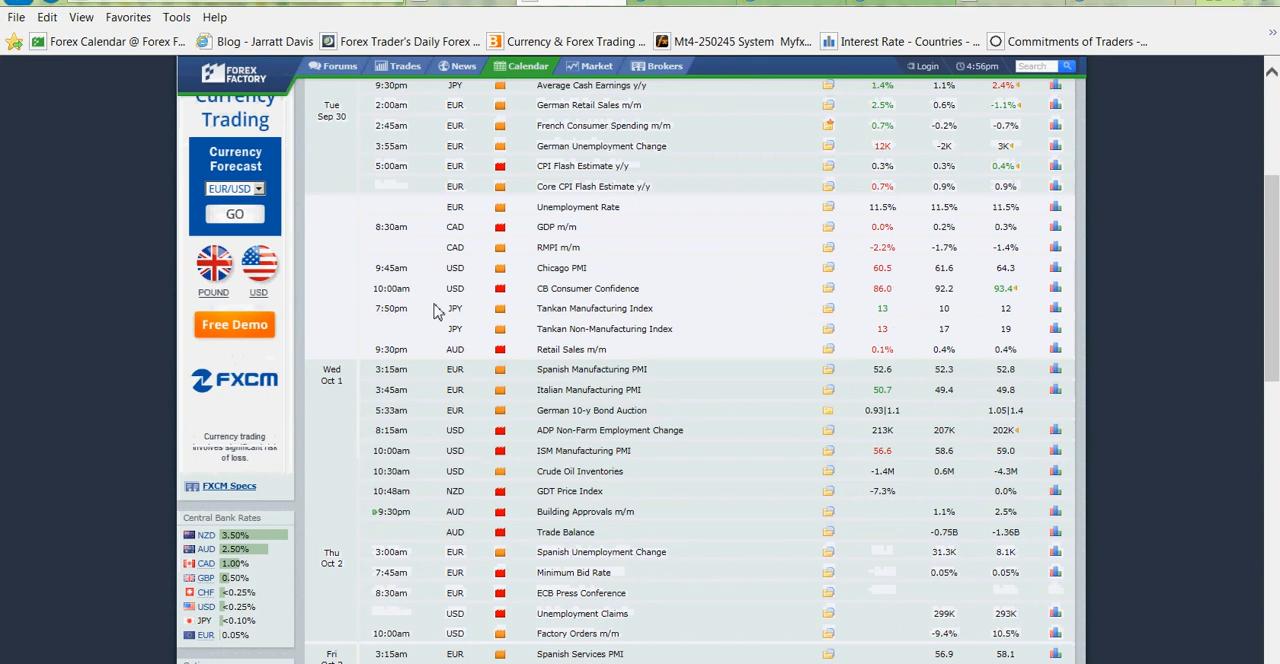 File Edit View Favorites Tools Help
Forex Calendar @ Forex F... Blog - Jarratt Davis Forex Trader's Daily Forex ... Currency & Forex Trading ... Mt4-250245 System Myfx... Interest Rate - Countries - ... Commitments of Traders -... »
FOREX FACTORY Forums Trades News Calendar Market Brokers Login 4:56pm Search
Currency
Trading
Currency
Forecast
EUR/USD
GO
POUND USD
Free Demo
FXCM
Currency trading
involves significant risk
of loss.
FXCM Specs
Central Bank Rates
NZD 3.50%
AUD 2.50%
CAD 1.00%
GBP 0.50%
CHF <0.25%
USD <0.25%
JPY <0.10%
EUR 0.05%
9:30pm JPY Average Cash Earnings y/y 1.4% 1.1% 2.4%
Tue
Sep 30
2:00am EUR German Retail Sales m/m 2.5% 0.6% -1.1%
2:45am EUR French Consumer Spending m/m 0.7% -0.2% -0.7%
3:55am EUR German Unemployment Change 12K -2K 3K
5:00am EUR CPI Flash Estimate y/y 0.3% 0.3% 0.4%
EUR Core CPI Flash Estimate y/y 0.7% 0.9% 0.9%
EUR Unemployment Rate 11.5% 11.5% 11.5%
8:30am CAD GDP m/m 0.0% 0.2% 0.3%
CAD RMPI m/m -2.2% -1.7% -1.4%
9:45am USD Chicago PMI 60.5 61.6 64.3
10:00am USD CB Consumer Confidence 86.0 92.2 93.4
7:50pm JPY Tankan Manufacturing Index 13 10 12
JPY Tankan Non-Manufacturing Index 13 17 19
9:30pm AUD Retail Sales m/m 0.1% 0.4% 0.4%
Wed
Oct 1
3:15am EUR Spanish Manufacturing PMI 52.6 52.3 52.8
3:45am EUR Italian Manufacturing PMI 50.7 49.4 49.8
5:33am EUR German 10-y Bond Auction 0.93|1.1 1.05|1.4
8:15am USD ADP Non-Farm Employment Change 213K 207K 202K
10:00am USD ISM Manufacturing PMI 56.6 58.6 59.0
10:30am USD Crude Oil Inventories -1.4M 0.6M -4.3M
10:48am NZD GDT Price Index -7.3% 0.0%
9:30pm AUD Building Approvals m/m 1.1% 2.5%
AUD Trade Balance -0.75B -1.36B
Thu
Oct 2
3:00am EUR Spanish Unemployment Change 31.3K 8.1K
7:45am EUR Minimum Bid Rate 0.05% 0.05%
8:30am EUR ECB Press Conference
USD Unemployment Claims 299K 293K
10:00am USD Factory Orders m/m -9.4% 10.5%
Fri
3:15am EUR Spanish Services PMI 56.9 58.1